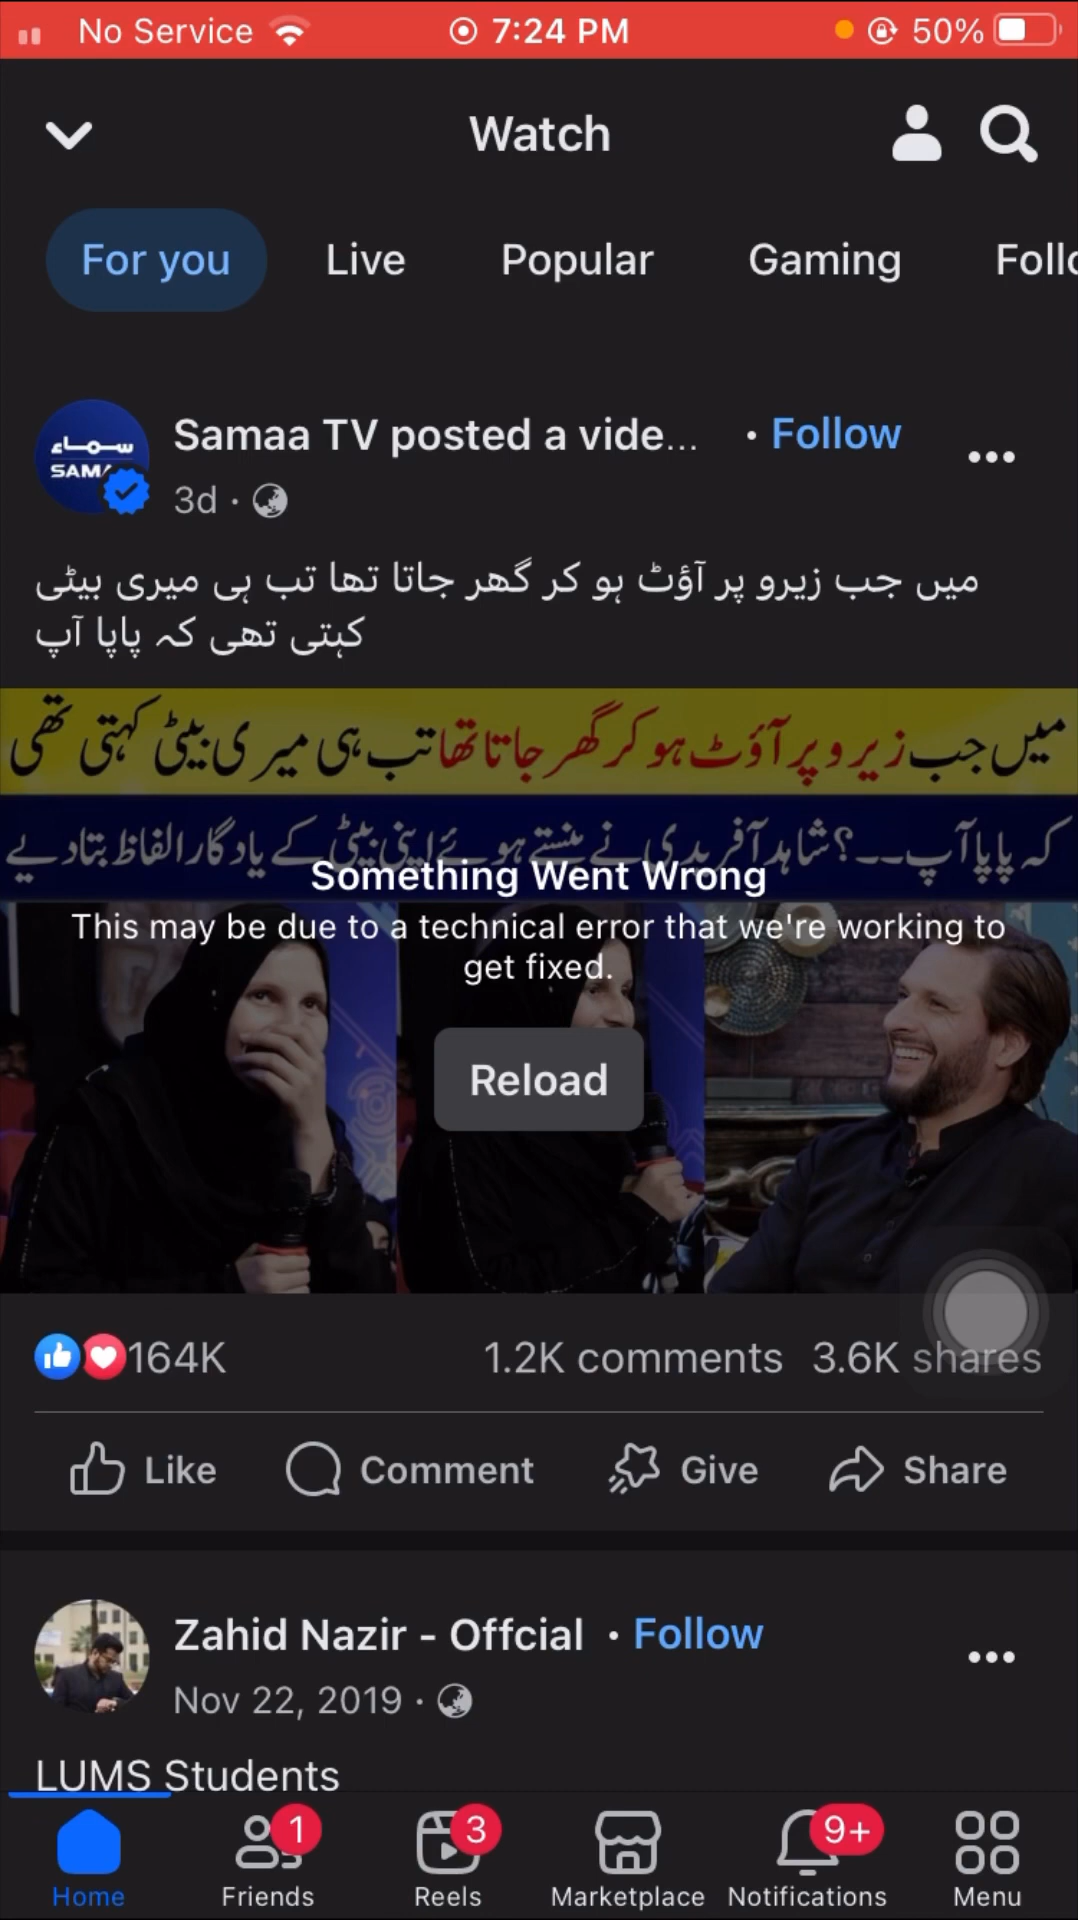 No Service 7:24 PM 50%
Watch
For you Live Popular Gaming Follo
سماء
SAMA
Samaa TV posted a vide... • Follow
3d ·
میں جب زیرو پر آؤٹ ہو کر گھر جاتا تھا تب ہی میری بیٹی
کہتی تھی کہ پاپا آپ
میں جب زیرو پر آؤٹ ہو کر گھر جاتا تھا تب ہی میری بیٹی کہتی تھی
کہ پاپا آپ۔۔۔؟ شاہد آفریدی نے ہنستے ہوئے اپنی بیٹی کے یادگار الفاظ بتا دیے
Something Went Wrong
This may be due to a technical error that we're working to
get fixed.
Reload
164K 1.2K comments 3.6K shares
Like Comment Give Share
Zahid Nazir - Offcial • Follow
Nov 22, 2019 ·
LUMS Students
1 3 9+
Home Friends Reels Marketplace Notifications Menu